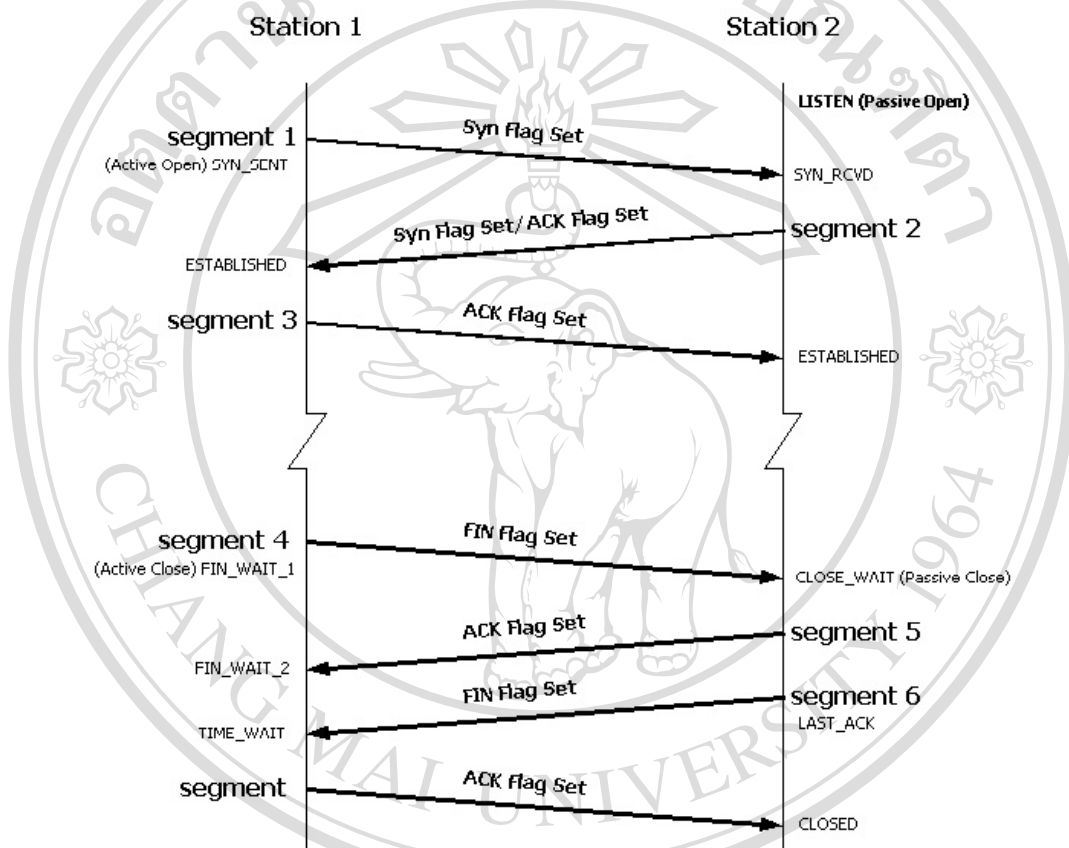 Station 1
Station 2
LISTEN (Passive Open)
segment 1
Syn Flag Set
(Active Open) SYN_SENT
SYN_RCVD
Syn Flag Set/ ACK Flag Set
segment 2
ESTABLISHED
segment 3
ACK Flag Set
ESTABLISHED
segment 4
FIN Flag Set
(Active Close) FIN_WAIT_1
CLOSE_WAIT (Passive Close)
ACK Flag Set
segment 5
FIN_WAIT_2
FIN Flag Set
segment 6
LAST_ACK
TIME_WAIT
segment
ACK Flag Set
CLOSED
CHIANG MAI UNIVERSITY 1964